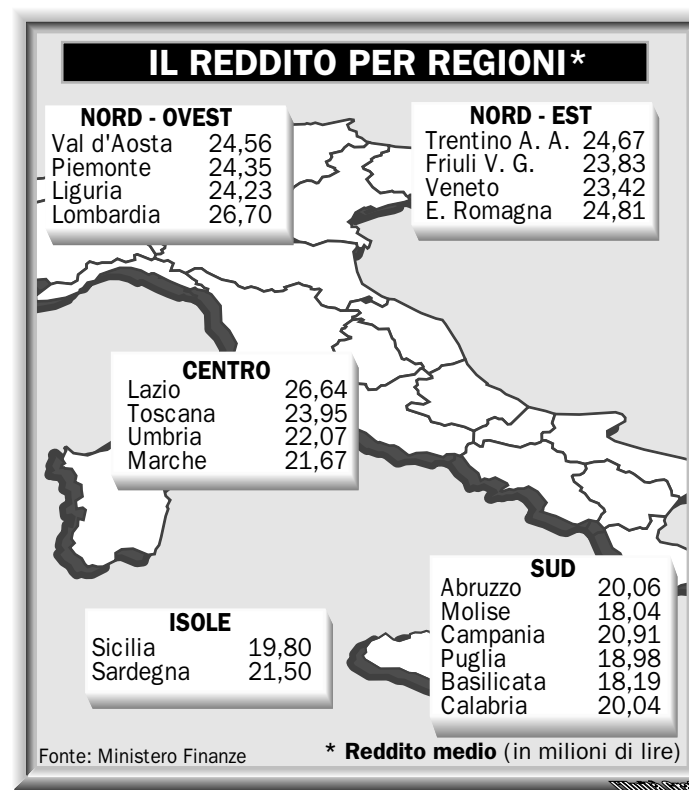 IL REDDITO PER REGIONI*
NORD - OVEST
Val d'Aosta 24,56
Piemonte 24,35
Liguria 24,23
Lombardia 26,70
NORD - EST
Trentino A. A. 24,67
Friuli V. G. 23,83
Veneto 23,42
E. Romagna 24,81
CENTRO
Lazio 26,64
Toscana 23,95
Umbria 22,07
Marche 21,67
SUD
Abruzzo 20,06
Molise 18,04
Campania 20,91
Puglia 18,98
Basilicata 18,19
Calabria 20,04
ISOLE
Sicilia 19,80
Sardegna 21,50
Fonte: Ministero Finanze
* Reddito medio (in milioni di lire)